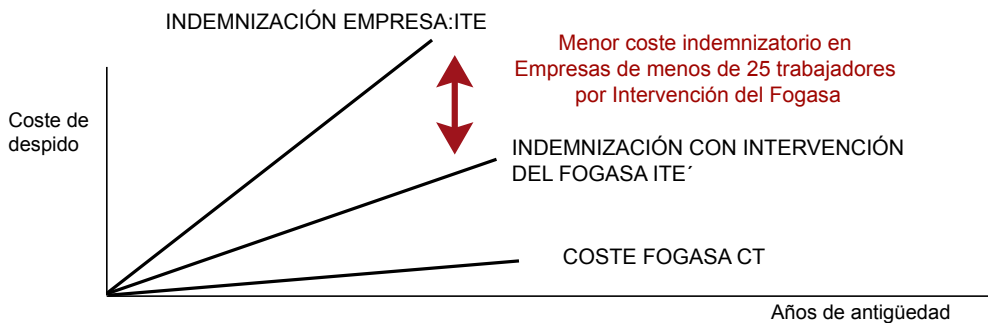 INDEMNIZACIÓN EMPRESA:ITE
Menor coste indemnizatorio en
Empresas de menos de 25 trabajadores
por Intervención del Fogasa
Coste de
despido
INDEMNIZACIÓN CON INTERVENCIÓN
DEL FOGASA ITE´
COSTE FOGASA CT
Años de antigüedad